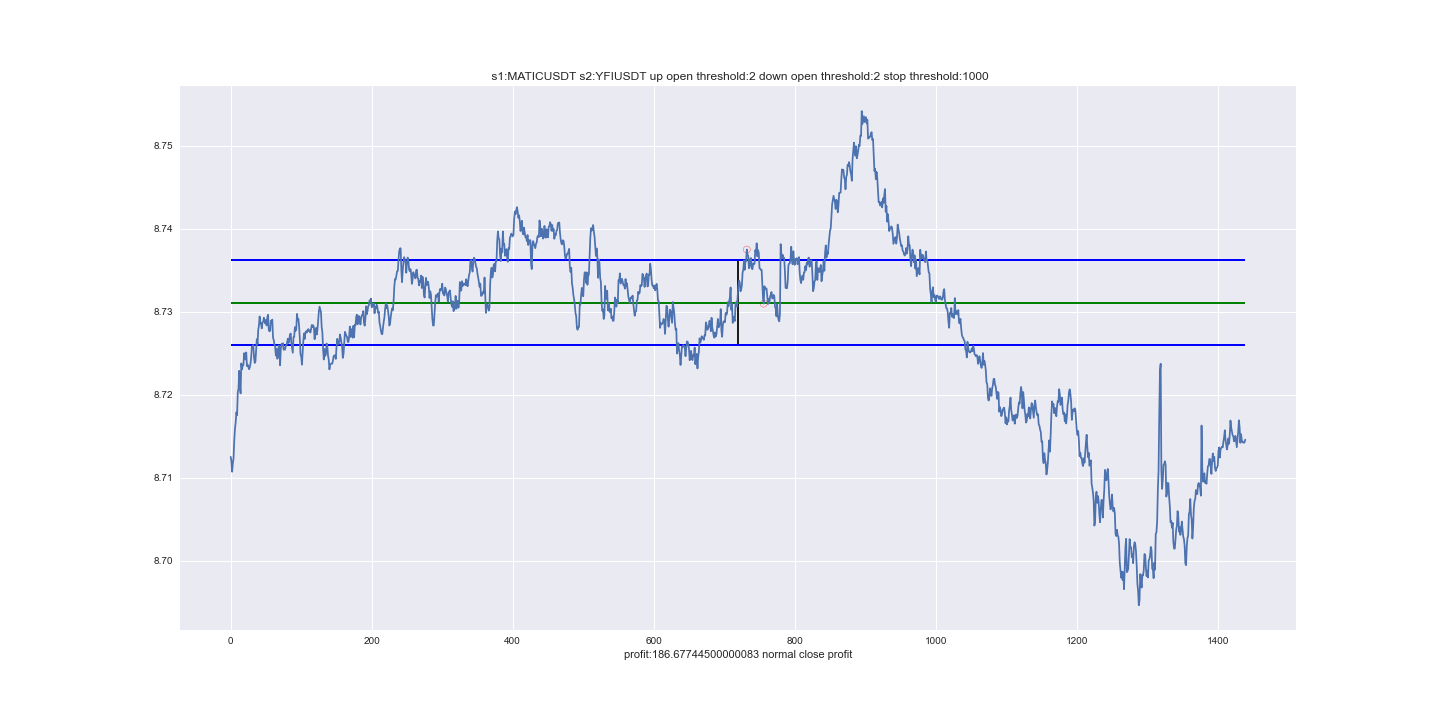 s1:MATICUSDT s2:YFIUSDT up open threshold:2 down open threshold:2 stop threshold:1000
8.75
8.74
8.73
8.72
8.71
8.70
0 200 400 600 800 1000 1200 1400
profit:186.67744500000083 normal close profit